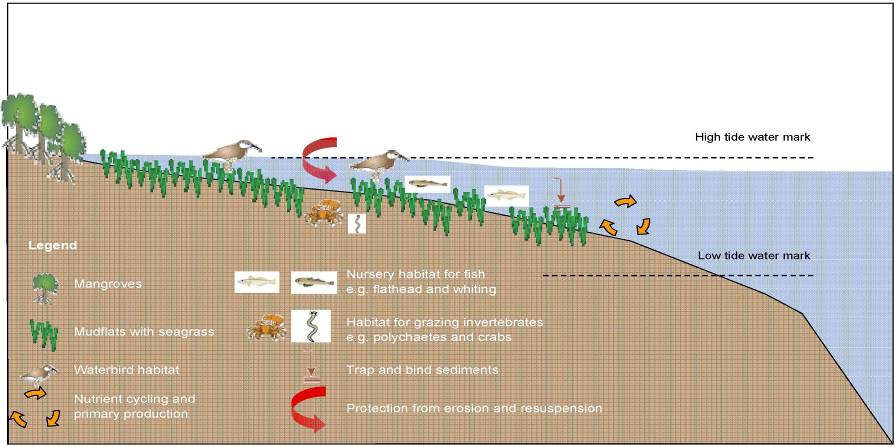 High tide water mark
Low tide water mark
Legend
Mangroves
Mudflats with seagrass
Waterbird habitat
Nutrient cycling and
primary production
Nursery habitat for fish
e.g. flathead and whiting
Habitat for grazing invertebrates
e.g. polychaetes and crabs
Trap and bind sediments
Protection from erosion and resuspension